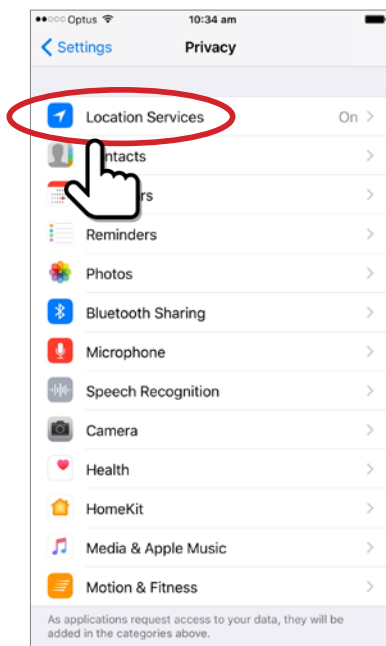 Optus 10:34 am
Settings Privacy
Location Services On
ntacts
rs
Reminders
Photos
Bluetooth Sharing
Microphone
Speech Recognition
Camera
Health
HomeKit
Media & Apple Music
Motion & Fitness
As applications request access to your data, they will be
added in the categories above.